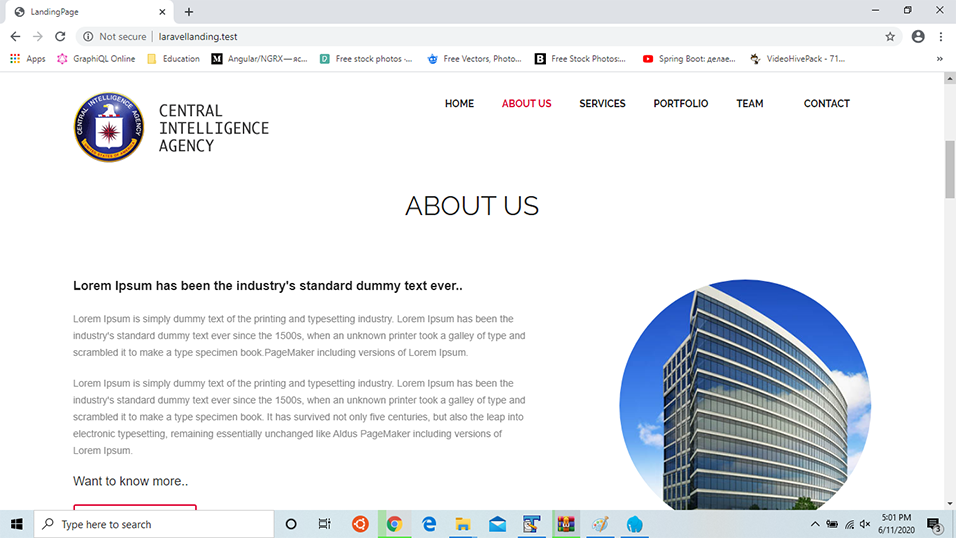 LandingPage
Not secure
laravellanding.test
Apps
GraphiQL Online
Education
Angular/NGRX — яс...
Free stock photos -...
Free Vectors, Photo...
Free Stock Photos:...
Spring Boot: делае...
VideoHivePack - 71...
CENTRAL INTELLIGENCE AGENCY
UNITED STATES OF AMERICA
CENTRAL
INTELLIGENCE
AGENCY
HOME
ABOUT US
SERVICES
PORTFOLIO
TEAM
CONTACT
ABOUT US
Lorem Ipsum has been the industry's standard dummy text ever..
Lorem Ipsum is simply dummy text of the printing and typesetting industry. Lorem Ipsum has been the
industry's standard dummy text ever since the 1500s, when an unknown printer took a galley of type and
scrambled it to make a type specimen book.PageMaker including versions of Lorem Ipsum.
Lorem Ipsum is simply dummy text of the printing and typesetting industry. Lorem Ipsum has been the
industry's standard dummy text ever since the 1500s, when an unknown printer took a galley of type and
scrambled it to make a type specimen book. It has survived not only five centuries, but also the leap into
electronic typesetting, remaining essentially unchanged like Aldus PageMaker including versions of
Lorem Ipsum.
Want to know more..
Type here to search
5:01 PM
6/11/2020
3